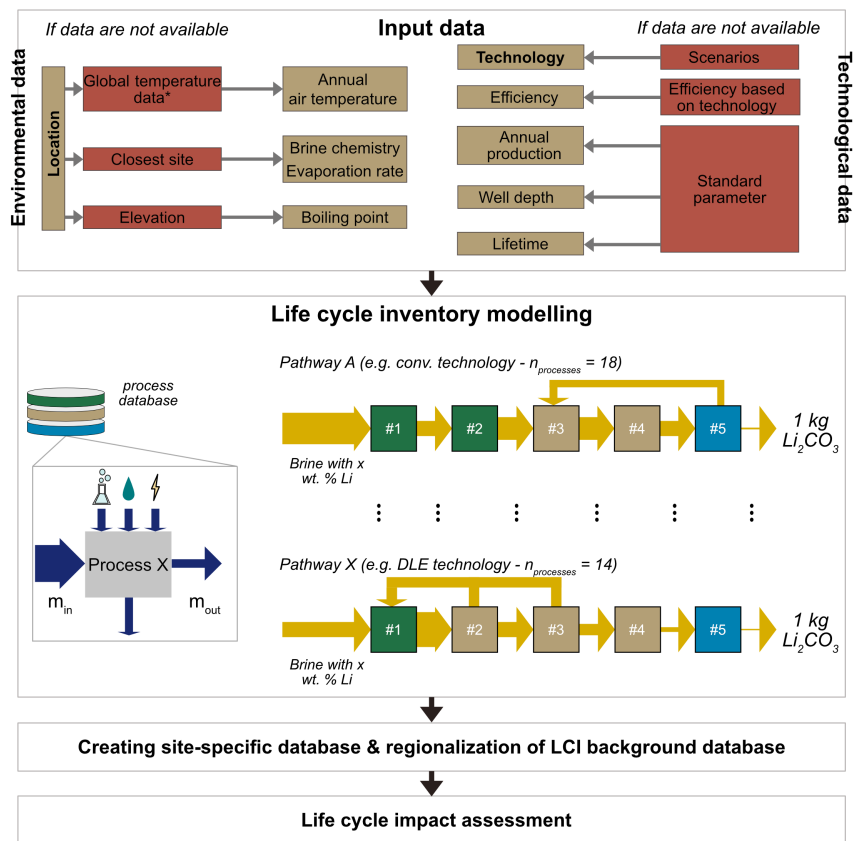 Input data
If data are not available
If data are not available
Environmental data
Technological data
Location
Global temperature
data*
Annual
air temperature
Closest site
Brine chemistry
Evaporation rate
Elevation
Boiling point
Technology
Scenarios
Efficiency
Efficiency based
on technology
Annual
production
Well depth
Lifetime
Standard
parameter
Life cycle inventory modelling
process
database
Process X
m_in
m_out
Pathway A (e.g. conv. technology - n_processes = 18)
#1
#2
#3
#4
#5
Brine with x
wt. % Li
1 kg
Li₂CO₃
Pathway X (e.g. DLE technology - n_processes = 14)
#1
#2
#3
#4
#5
Brine with x
wt. % Li
1 kg
Li₂CO₃
Creating site-specific database & regionalization of LCI background database
Life cycle impact assessment